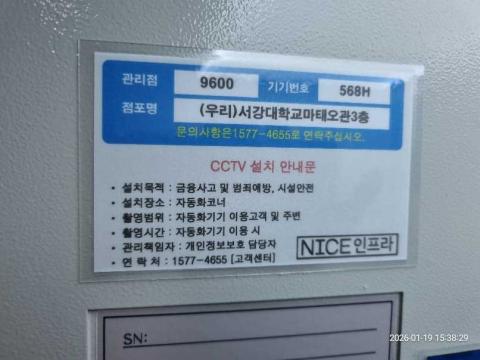 관리점 9600 기기번호 568H
점포명 (우리)서강대학교마태오관3층
문의사항은1577-4655로 연락주십시오.
CCTV 설치 안내문
• 설치목적 : 금융사고 및 범죄예방, 시설안전
• 설치장소 : 자동화코너
• 촬영범위 : 자동화기기 이용고객 및 주변
• 촬영시간 : 자동화기기 이용 시
• 관리책임자 : 개인정보보호 담당자
• 연 락 처 : 1577-4655 [고객센터]
NICE인프라
SN:
2026-01-19 15:38:29